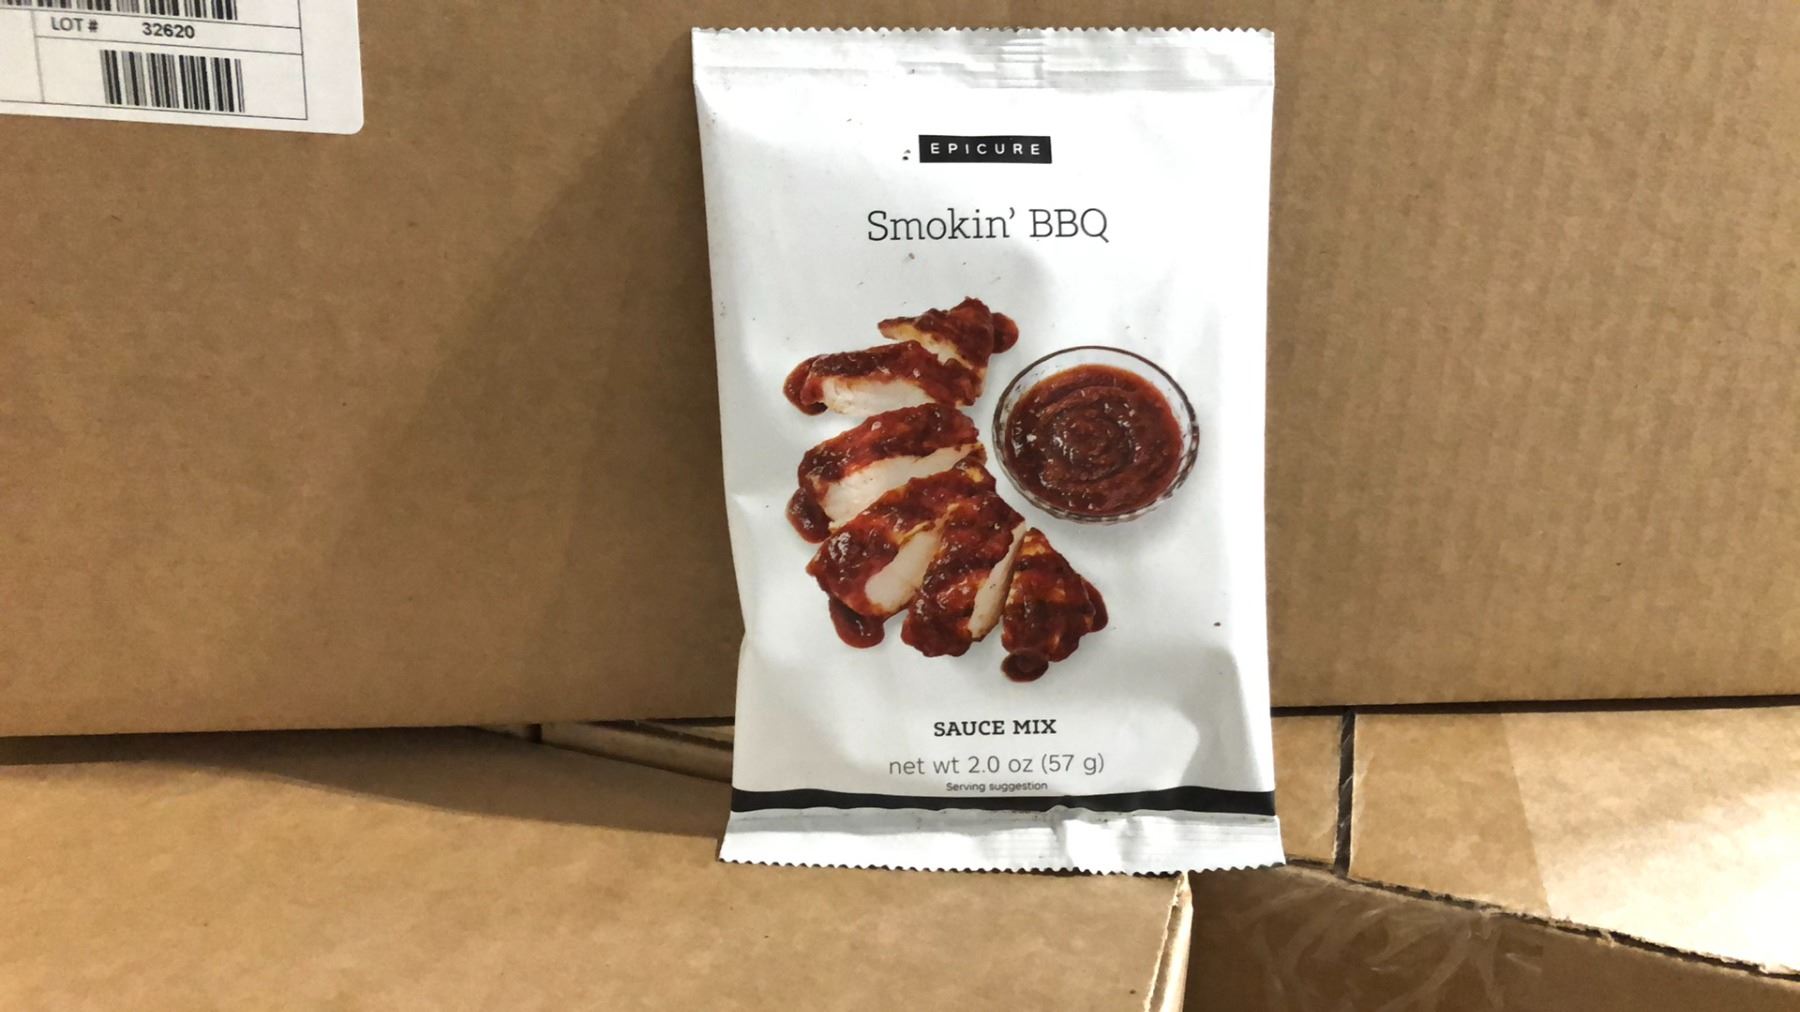 LOT # 32620
EPICURE
Smokin’ BBQ
SAUCE MIX
net wt 2.0 oz (57 g)
Serving suggestion